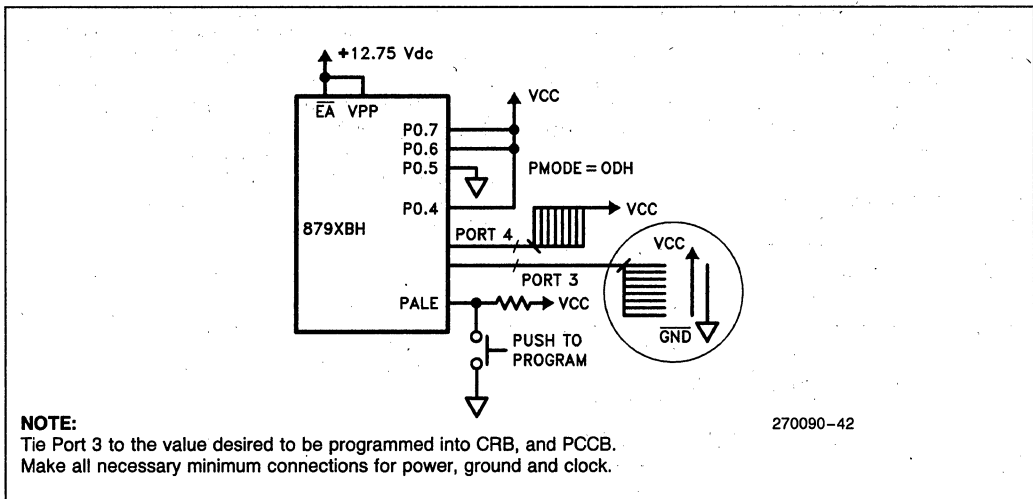 +12.75 Vdc
EA VPP
VCC
P0.7
P0.6
P0.5
PMODE = 0DH
P0.4
VCC
879XBH
PORT 4
VCC
PORT 3
PALE
VCC
GND
PUSH TO
PROGRAM
NOTE:
270090-42
Tie Port 3 to the value desired to be programmed into CRB, and PCCB.
Make all necessary minimum connections for power, ground and clock.